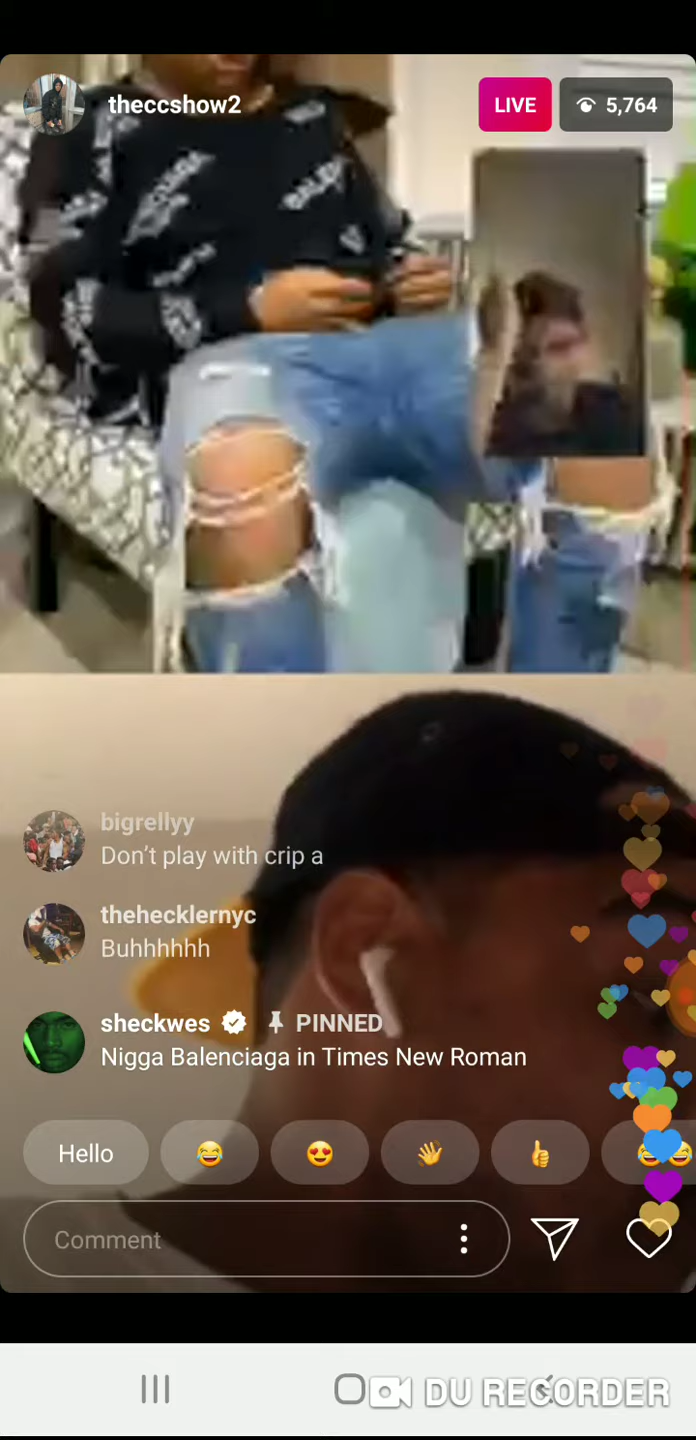 theccshow2
LIVE
5,764
bigrellyy
Don't play with crip a
thehecklernyc
Buhhhhhh
sheckwes PINNED
Nigga Balenciaga in Times New Roman
Hello
Comment
DU RECORDER